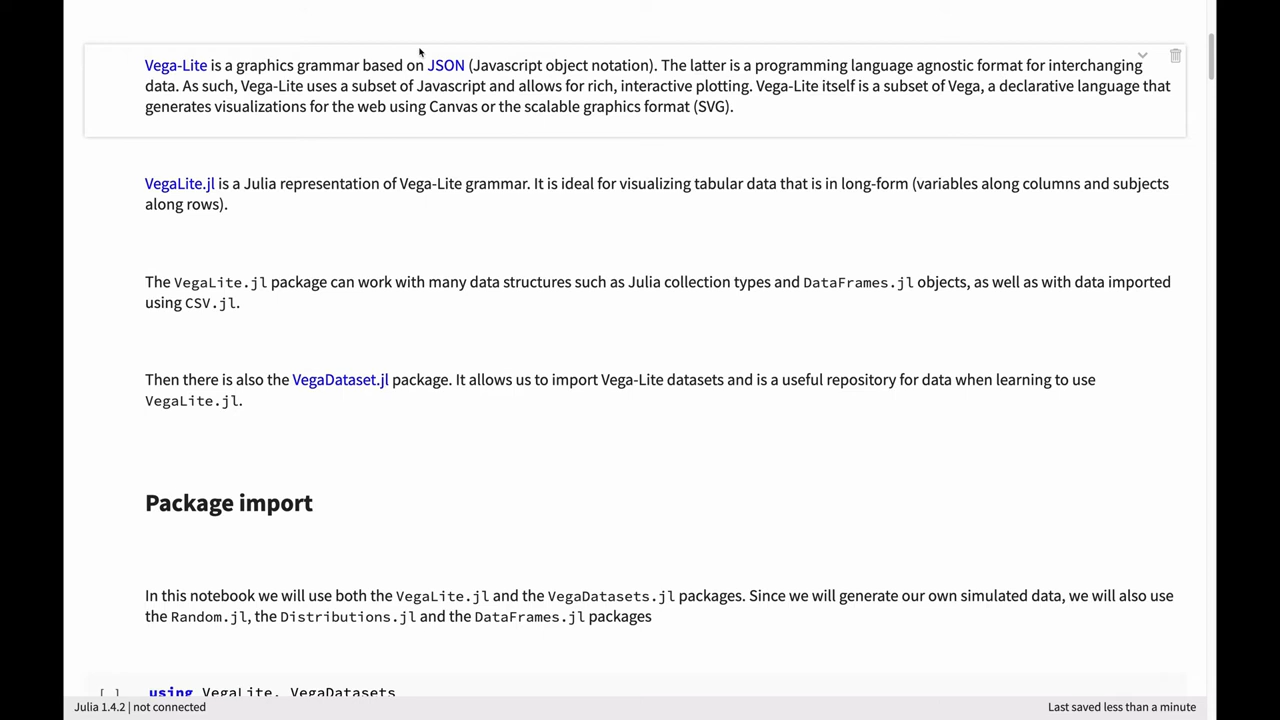 Vega-Lite is a graphics grammar based on JSON (Javascript object notation). The latter is a programming language agnostic format for interchanging
data. As such, Vega-Lite uses a subset of Javascript and allows for rich, interactive plotting. Vega-Lite itself is a subset of Vega, a declarative language that
generates visualizations for the web using Canvas or the scalable graphics format (SVG).
VegaLite.jl is a Julia representation of Vega-Lite grammar. It is ideal for visualizing tabular data that is in long-form (variables along columns and subjects
along rows).
The VegaLite.jl package can work with many data structures such as Julia collection types and DataFrames.jl objects, as well as with data imported
using CSV.jl.
Then there is also the VegaDataset.jl package. It allows us to import Vega-Lite datasets and is a useful repository for data when learning to use
VegaLite.jl.
Package import
In this notebook we will use both the VegaLite.jl and the VegaDatasets.jl packages. Since we will generate our own simulated data, we will also use
the Random.jl, the Distributions.jl and the DataFrames.jl packages
[ ] using VegaLite, VegaDatasets
Julia 1.4.2 | not connected
Last saved less than a minute